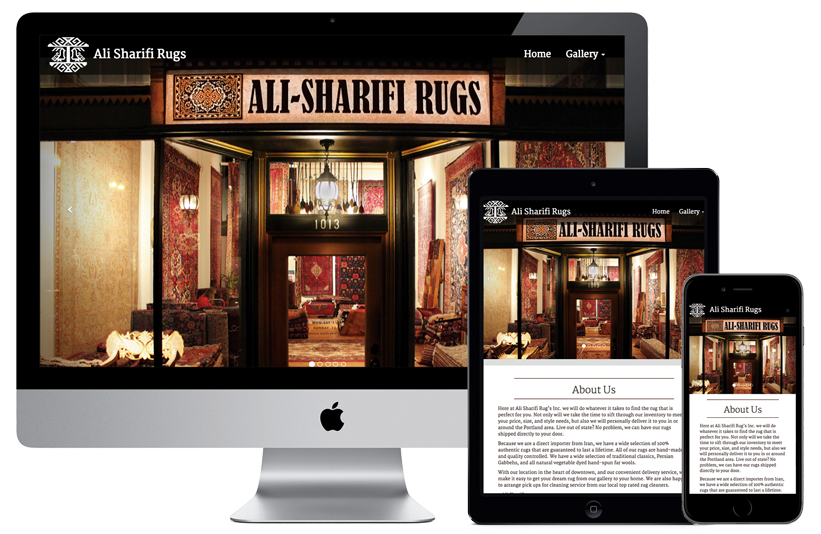 Ali Sharifi Rugs
Home Gallery
ALI-SHARIFI RUGS
1013
Ali Sharifi Rugs
Home Gallery
ALI-SHARIFI RUGS
About Us
Here at Ali Sharifi Rug's Inc. we will do whatever it takes to find the rug that is
perfect for you. Not only will we take the time to sift through our inventory to meet
your price, size, and style needs, but also we will personally deliver it to you in or
around the Portland area. Live out of state? No problem, we can have our rugs
shipped directly to your door.
Because we are a direct importer from Iran, we have a wide selection of 100%
authentic rugs that are guaranteed to last a lifetime. All of our rugs are hand-made
and quality controlled. We have a wide selection of traditional classics, Persian
Gabbehs, and all natural vegetable dyed hand-spun fat wools.
With our location in the heart of downtown, and our convenient delivery service, w
make it easy to get your dream rug from our gallery to your home. We are also happ
to arrange pick ups for cleaning service from our local top rated rug cleaners.
Ali Sharifi Rugs
ALI-SHARIFI RUGS
About Us
Here at Ali Sharifi Rug's Inc. we will do
whatever it takes to find the rug that is
perfect for you. Not only will we take the
time to sift through our inventory to meet
your price, size, and style needs, but also we
will personally deliver it to you in or around
the Portland area. Live out of state? No
problem, we can have our rugs shipped
directly to your door.
Because we are a direct importer from Iran,
we have a wide selection of 100% authentic
rugs that are guaranteed to last a lifetime.